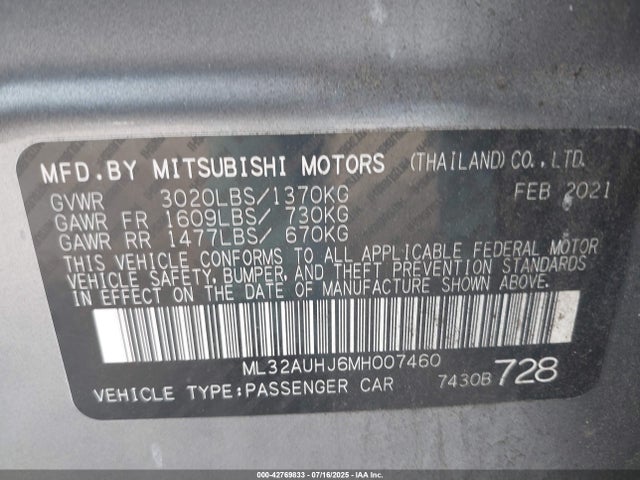 MFD.BY MITSUBISHI MOTORS (THAILAND) CO.,LTD.
GVWR 3020LBS/1370KG FEB 2021
GAWR FR 1609LBS/ 730KG
GAWR RR 1477LBS/ 670KG
THIS VEHICLE CONFORMS TO ALL APPLICABLE FEDERAL MOTOR
VEHICLE SAFETY, BUMPER, AND THEFT PREVENTION STANDARDS
IN EFFECT ON THE DATE OF MANUFACTURE SHOWN ABOVE.
ML32AUHJ6MH007460
VEHICLE TYPE:PASSENGER CAR 7430B 728
000-42769833 - 07/16/2025 - IAA Inc.